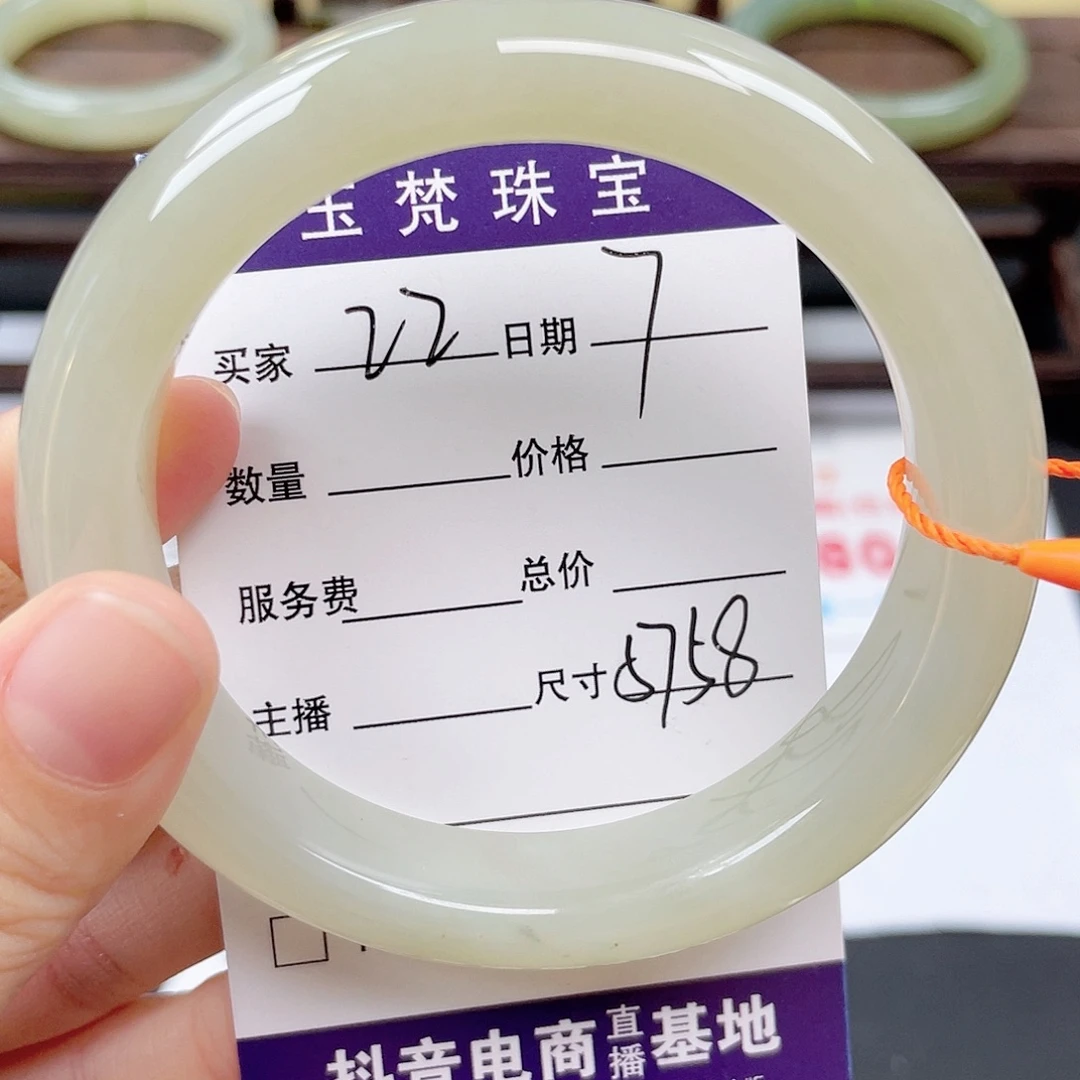 玉梵珠宝
买家 22 日期 7
数量 价格
服务费 总价
主播 尺寸 5758
抖音电商直播基地